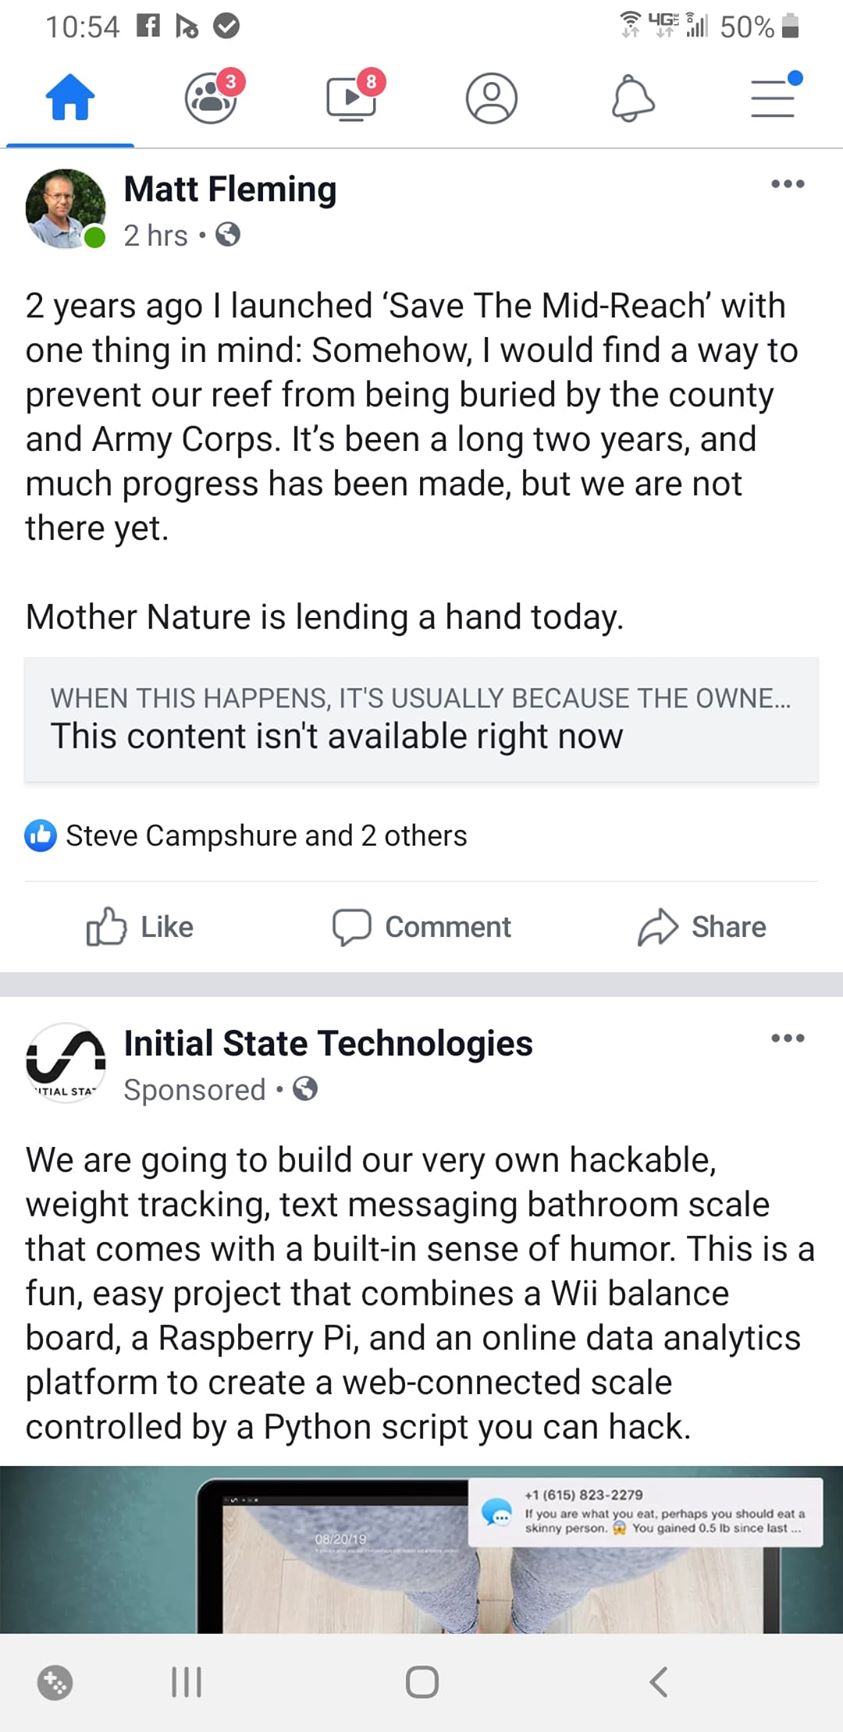 10:54
4GE 50%
3
8
Matt Fleming
2 hrs •
2 years ago I launched ‘Save The Mid-Reach’ with
one thing in mind: Somehow, I would find a way to
prevent our reef from being buried by the county
and Army Corps. It’s been a long two years, and
much progress has been made, but we are not
there yet.
Mother Nature is lending a hand today.
WHEN THIS HAPPENS, IT'S USUALLY BECAUSE THE OWNE...
This content isn't available right now
Steve Campshure and 2 others
Like Comment Share
Initial State Technologies
ITIAL STA
Sponsored •
We are going to build our very own hackable,
weight tracking, text messaging bathroom scale
that comes with a built-in sense of humor. This is a
fun, easy project that combines a Wii balance
board, a Raspberry Pi, and an online data analytics
platform to create a web-connected scale
controlled by a Python script you can hack.
+1 (615) 823-2279
If you are what you eat, perhaps you should eat a
skinny person. 😱 You gained 0.5 lb since last ...
08/20/19